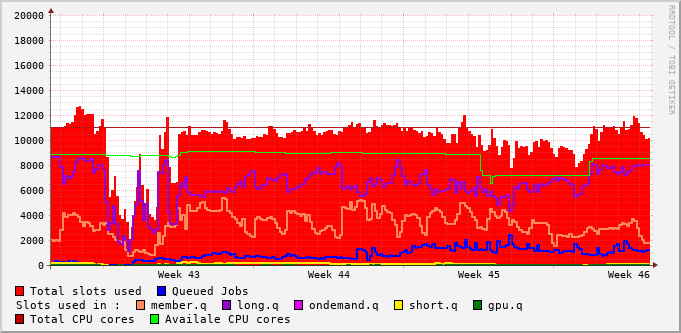 20000
18000
16000
14000
12000
10000
8000
6000
4000
2000
0
Week 43 Week 44 Week 45 Week 46
RRDTOOL / TOBI OETIKER
Total slots used Queued Jobs
Slots used in : member.q long.q ondemand.q short.q gpu.q
Total CPU cores Availale CPU cores